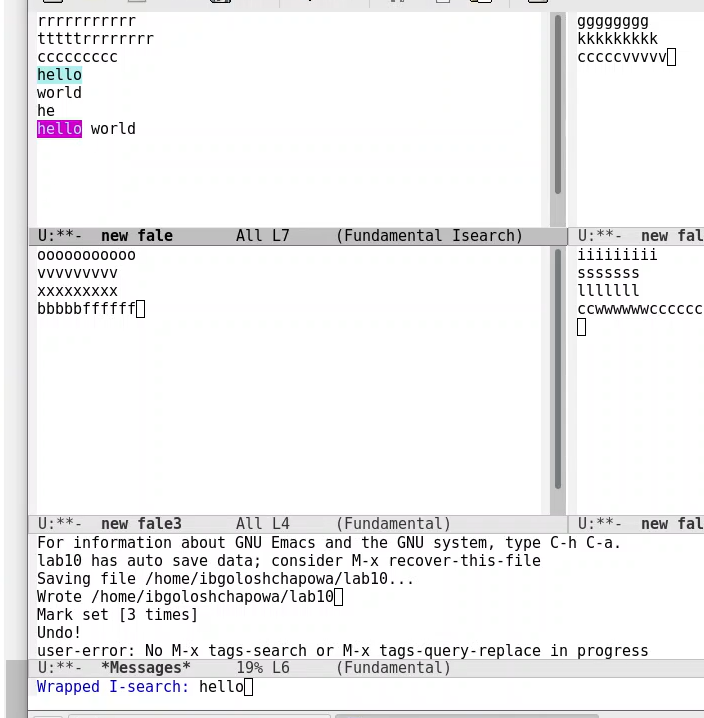 rrrrrrrrrrr
tttttrrrrrrrr
ccccccccc
hello
world
he
hello world
U:**-  new fale       All L7     (Fundamental Isearch)
gggggggg
kkkkkkkkk
cccccvvvvv
U:**-  new fal
ooooooooooo
vvvvvvvvv
xxxxxxxxx
bbbbbffffff
U:**-  new fale3      All L4     (Fundamental)
iiiiiiiii
sssssss
lllllll
ccwwwwwwcccccc
U:**-  new fal
For information about GNU Emacs and the GNU system, type C-h C-a.
lab10 has auto save data; consider M-x recover-this-file
Saving file /home/ibgoloshchapowa/lab10...
Wrote /home/ibgoloshchapowa/lab10
Mark set [3 times]
Undo!
user-error: No M-x tags-search or M-x tags-query-replace in progress
U:**-  *Messages*     19% L6     (Fundamental)
Wrapped I-search: hello